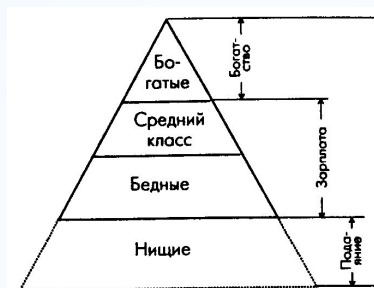 Бо-
гатые
Средний
класс
Бедные
Нищие
Богат-
ство
Зарплата
Пода-
яние